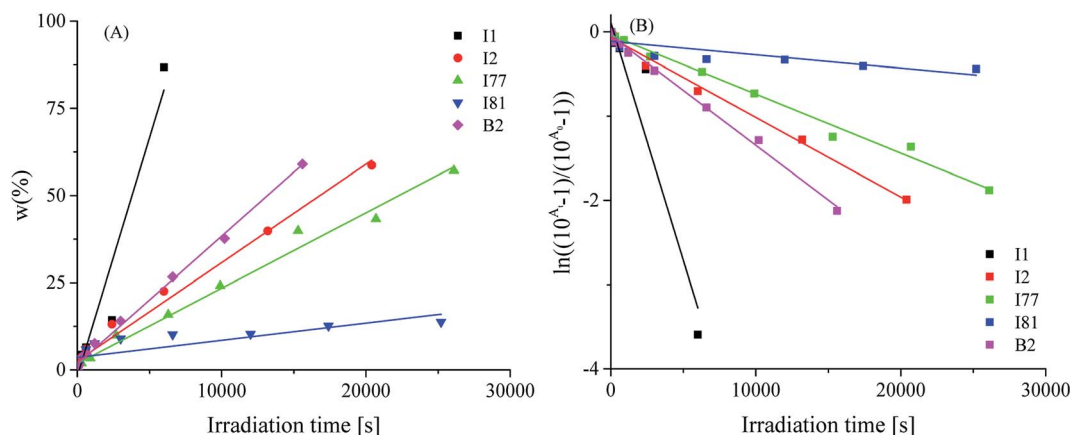 (A)
w(%)
100
75
50
25
0
I1
I2
I77
I81
B2
0
10000
20000
30000
Irradiation time [s]
(B)
ln((10^{A_t}-1)/(10^{A_0}-1))
0
-2
-4
I1
I2
I77
I81
B2
0
10000
20000
30000
Irradiation time [s]